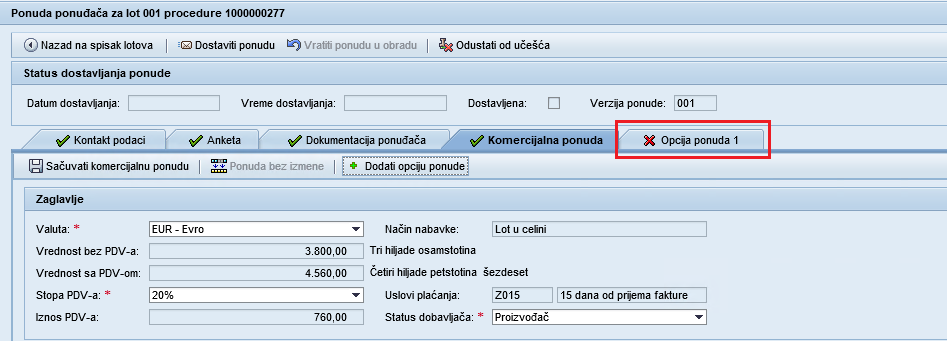 Ponuda ponuđača za lot 001 procedure 1000000277
Nazad na spisak lotova Dostaviti ponudu Vratiti ponudu u obradu Odustati od učešća
Status dostavljanja ponude
Datum dostavljanja: Vreme dostavljanja: Dostavljena: Verzija ponude: 001
Kontakt podaci Anketa Dokumentacija ponuđača Komercijalna ponuda Opcija ponuda 1
Sačuvati komercijalnu ponudu Ponuda bez izmene Dodati opciju ponude
Zaglavlje
Valuta: * EUR - Evro Način nabavke: Lot u celini
Vrednost bez PDV-a: 3.800,00 Tri hiljade osamstotina
Vrednost sa PDV-om: 4.560,00 Četiri hiljade petstotina šezdeset
Stopa PDV-a: * 20% Uslovi plaćanja: Z015 15 dana od prijema fakture
Iznos PDV-a: 760,00 Status dobavljača: * Proizvođač